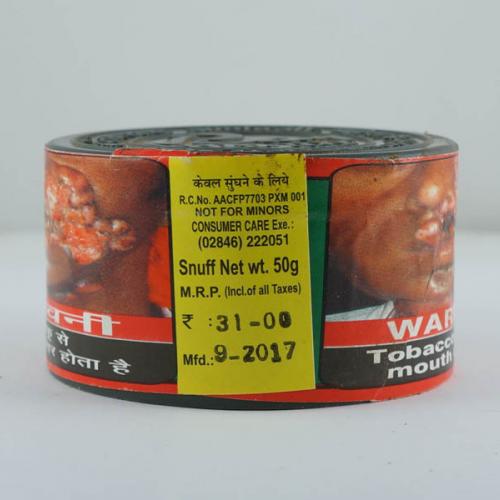 केवल सुंघने के लिये
R.C.No. AACFP7703 PXM 001
NOT FOR MINORS
CONSUMER CARE Exe.:
(02846) 222051
Snuff Net wt. 50g
M.R.P. (Incl.of all Taxes)
₹ :31-00
Mfd.:9-2017
से
होता है
WAR
Tobacc
mouth